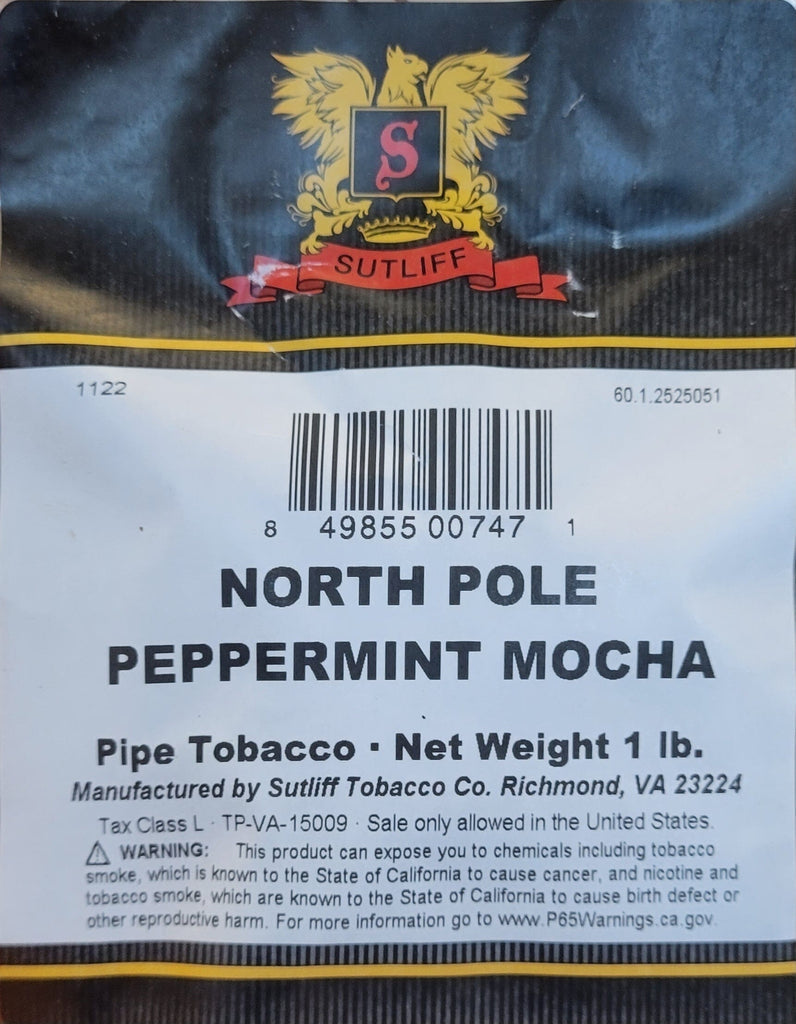 S
SUTLIFF
1122
60.1.2525051
8 49855 00747 1
NORTH POLE
PEPPERMINT MOCHA
Pipe Tobacco · Net Weight 1 lb.
Manufactured by Sutliff Tobacco Co. Richmond, VA 23224
Tax Class L · TP-VA-15009 · Sale only allowed in the United States.
WARNING: This product can expose you to chemicals including tobacco
smoke, which is known to the State of California to cause cancer, and nicotine and
tobacco smoke, which are known to the State of California to cause birth defect or
other reproductive harm. For more information go to www.P65Warnings.ca.gov.